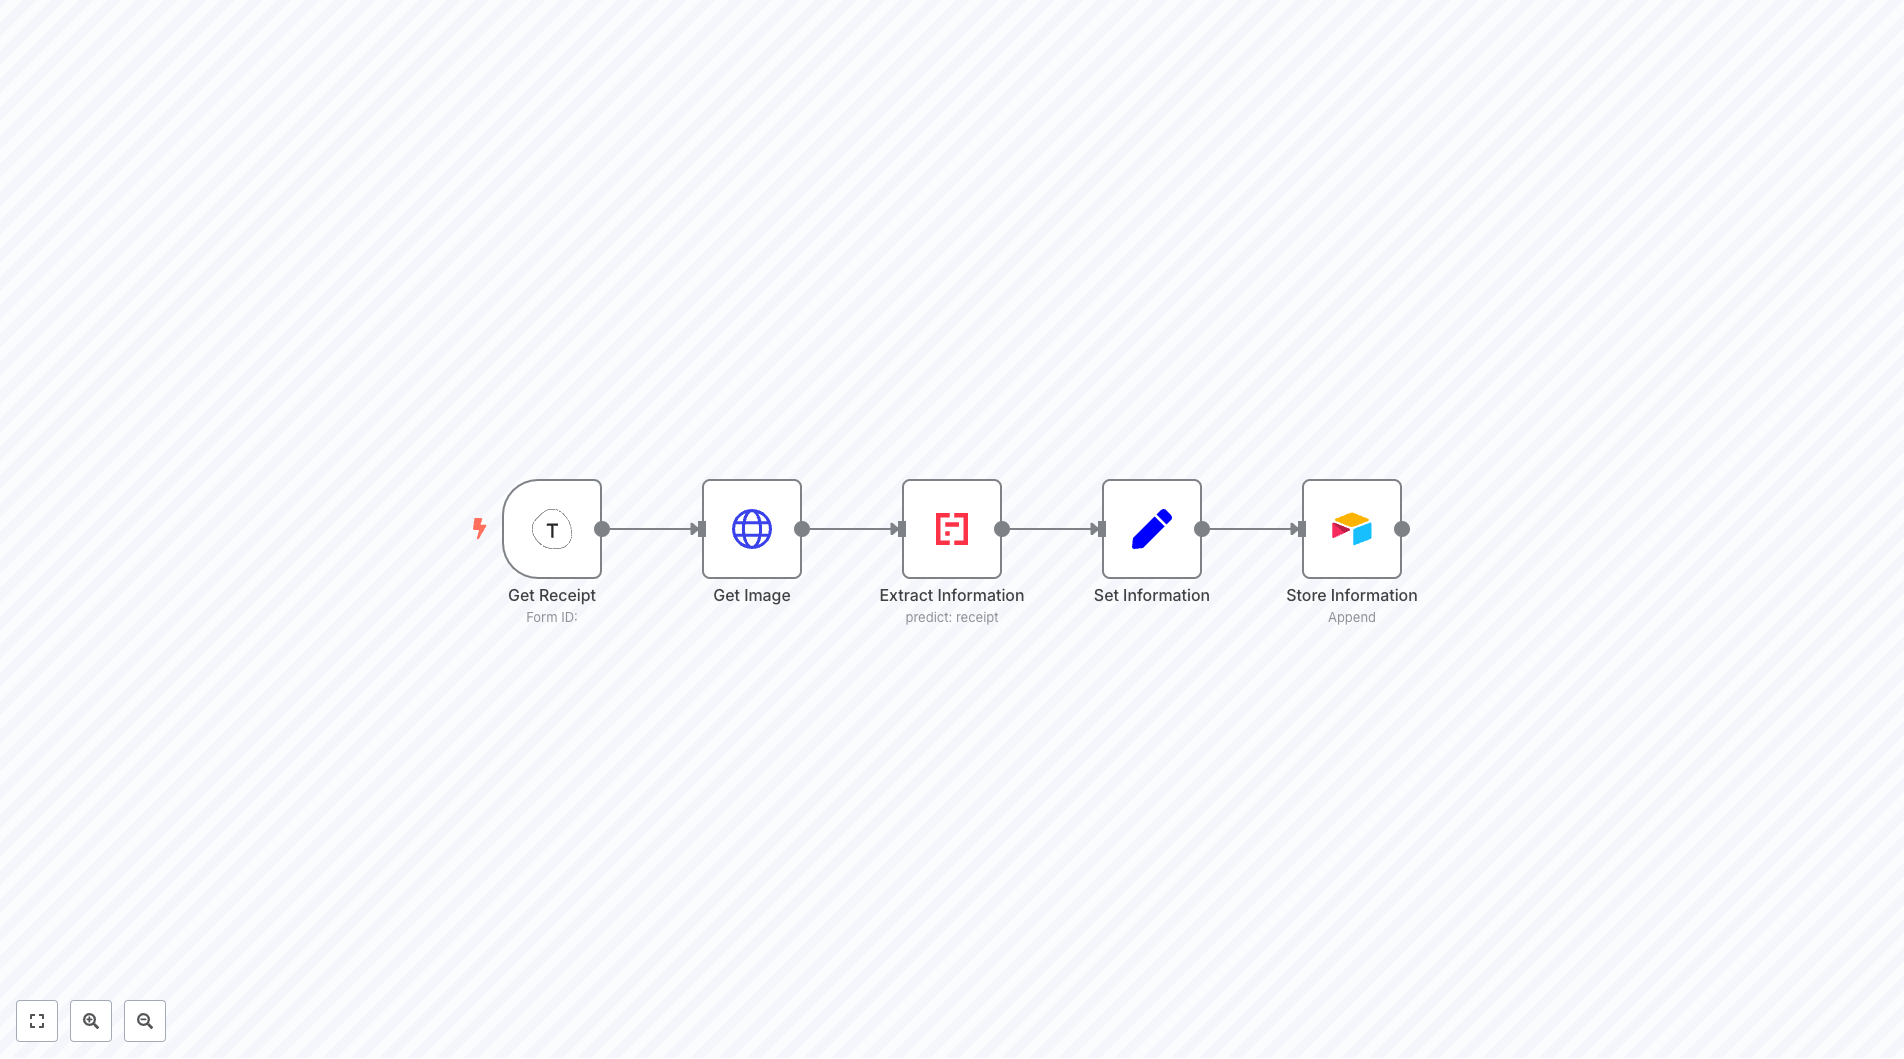 T
Get Receipt
Form ID:
Get Image
Extract Information
predict: receipt
Set Information
Store Information
Append